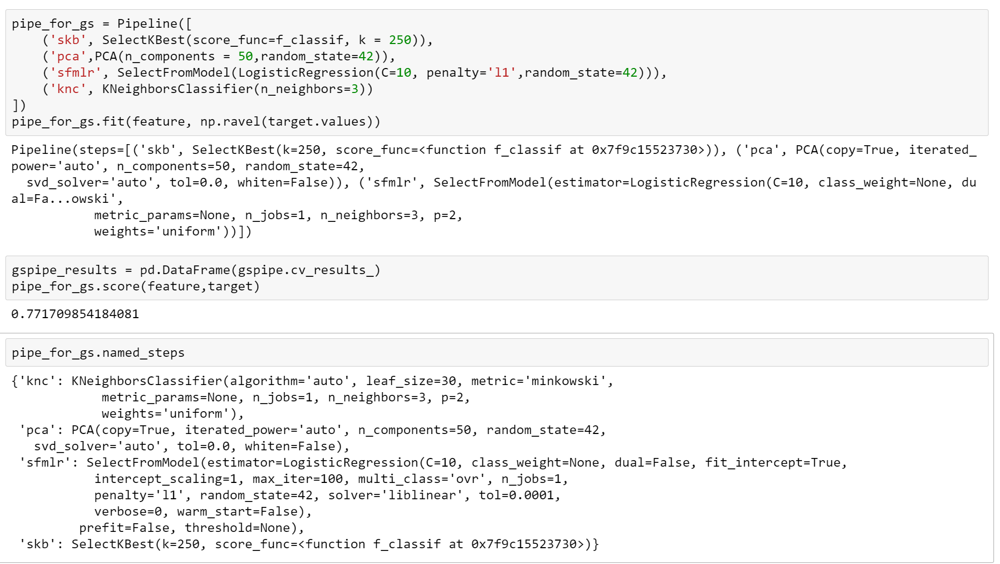 pipe_for_gs = Pipeline([
    ('skb', SelectKBest(score_func=f_classif, k = 250)),
    ('pca',PCA(n_components = 50,random_state=42)),
    ('sfmlr', SelectFromModel(LogisticRegression(C=10, penalty='l1',random_state=42))),
    ('knc', KNeighborsClassifier(n_neighbors=3))
])
pipe_for_gs.fit(feature, np.ravel(target.values))
Pipeline(steps=[('skb', SelectKBest(k=250, score_func=<function f_classif at 0x7f9c15523730>)), ('pca', PCA(copy=True, iterated_
power='auto', n_components=50, random_state=42,
  svd_solver='auto', tol=0.0, whiten=False)), ('sfmlr', SelectFromModel(estimator=LogisticRegression(C=10, class_weight=None, du
al=Fa...owski',
           metric_params=None, n_jobs=1, n_neighbors=3, p=2,
           weights='uniform'))])
gspipe_results = pd.DataFrame(gspipe.cv_results_)
pipe_for_gs.score(feature,target)
0.771709854184081
pipe_for_gs.named_steps
{'knc': KNeighborsClassifier(algorithm='auto', leaf_size=30, metric='minkowski',
            metric_params=None, n_jobs=1, n_neighbors=3, p=2,
            weights='uniform'),
 'pca': PCA(copy=True, iterated_power='auto', n_components=50, random_state=42,
   svd_solver='auto', tol=0.0, whiten=False),
 'sfmlr': SelectFromModel(estimator=LogisticRegression(C=10, class_weight=None, dual=False, fit_intercept=True,
           intercept_scaling=1, max_iter=100, multi_class='ovr', n_jobs=1,
           penalty='l1', random_state=42, solver='liblinear', tol=0.0001,
           verbose=0, warm_start=False),
         prefit=False, threshold=None),
 'skb': SelectKBest(k=250, score_func=<function f_classif at 0x7f9c15523730>)}